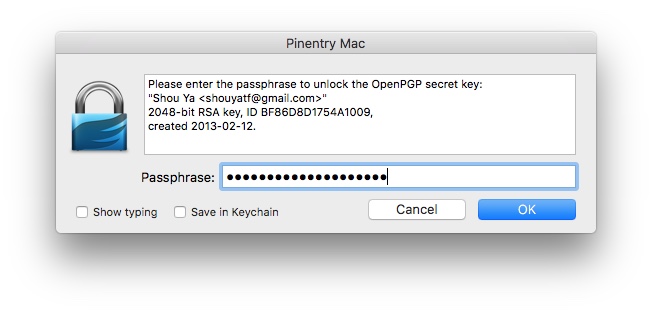 Pinentry Mac
Please enter the passphrase to unlock the OpenPGP secret key:
"Shou Ya <shouyatf@gmail.com>"
2048-bit RSA key, ID BF86D8D1754A1009,
created 2013-02-12.
Passphrase: ••••••••••••••••••••
Show typing Save in Keychain Cancel OK